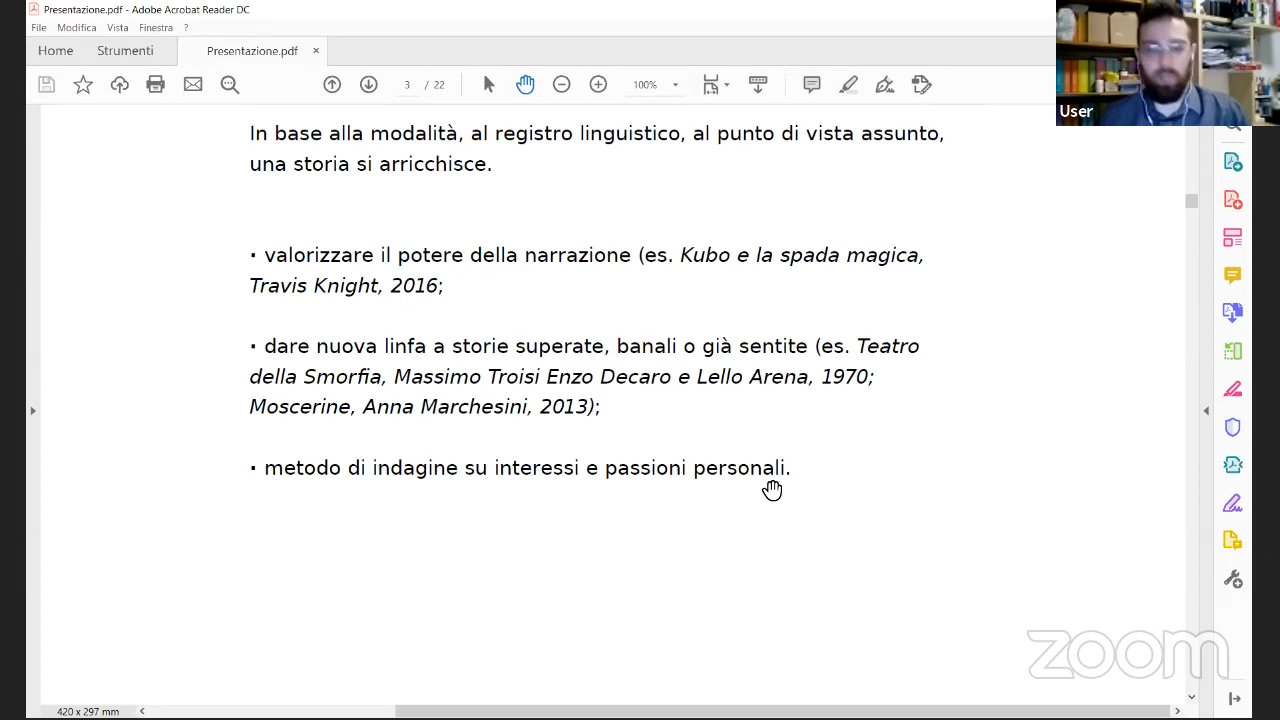 Presentazione.pdf - Adobe Acrobat Reader DC
File Modifica Vista Finestra ?
Home Strumenti Presentazione.pdf ×
3 / 22 100%
User
In base alla modalità, al registro linguistico, al punto di vista assunto,
una storia si arricchisce.
· valorizzare il potere della narrazione (es. Kubo e la spada magica,
Travis Knight, 2016;
· dare nuova linfa a storie superate, banali o già sentite (es. Teatro
della Smorfia, Massimo Troisi Enzo Decaro e Lello Arena, 1970;
Moscerine, Anna Marchesini, 2013);
· metodo di indagine su interessi e passioni personali.
zoom
420 x 297 mm